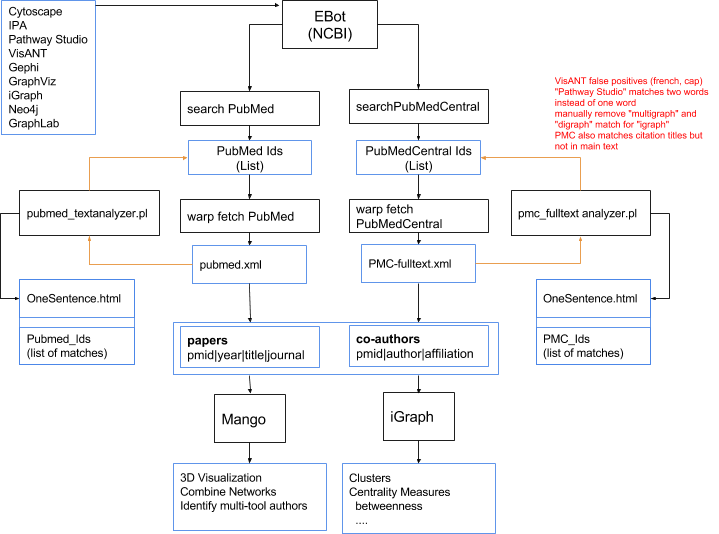 Cytoscape
IPA
Pathway Studio
VisANT
Gephi
GraphViz
iGraph
Neo4j
GraphLab
EBot
(NCBI)
search PubMed
searchPubMedCentral
VisANT false positives (french, cap)
"Pathway Studio" matches two words
instead of one word
manually remove "multigraph" and
"digraph" match for "igraph"
PMC also matches citation titles but
not in main text
PubMed Ids
(List)
PubMedCentral Ids
(List)
pubmed_textanalyzer.pl
warp fetch PubMed
warp fetch
PubMedCentral
pmc_fulltext analyzer.pl
pubmed.xml
PMC-fulltext.xml
OneSentence.html
Pubmed_Ids
(list of matches)
OneSentence.html
PMC_Ids
(list of matches)
papers
pmid|year|title|journal
co-authors
pmid|author|affiliation
Mango
iGraph
3D Visualization
Combine Networks
Identify multi-tool authors
Clusters
Centrality Measures
betweenness
....